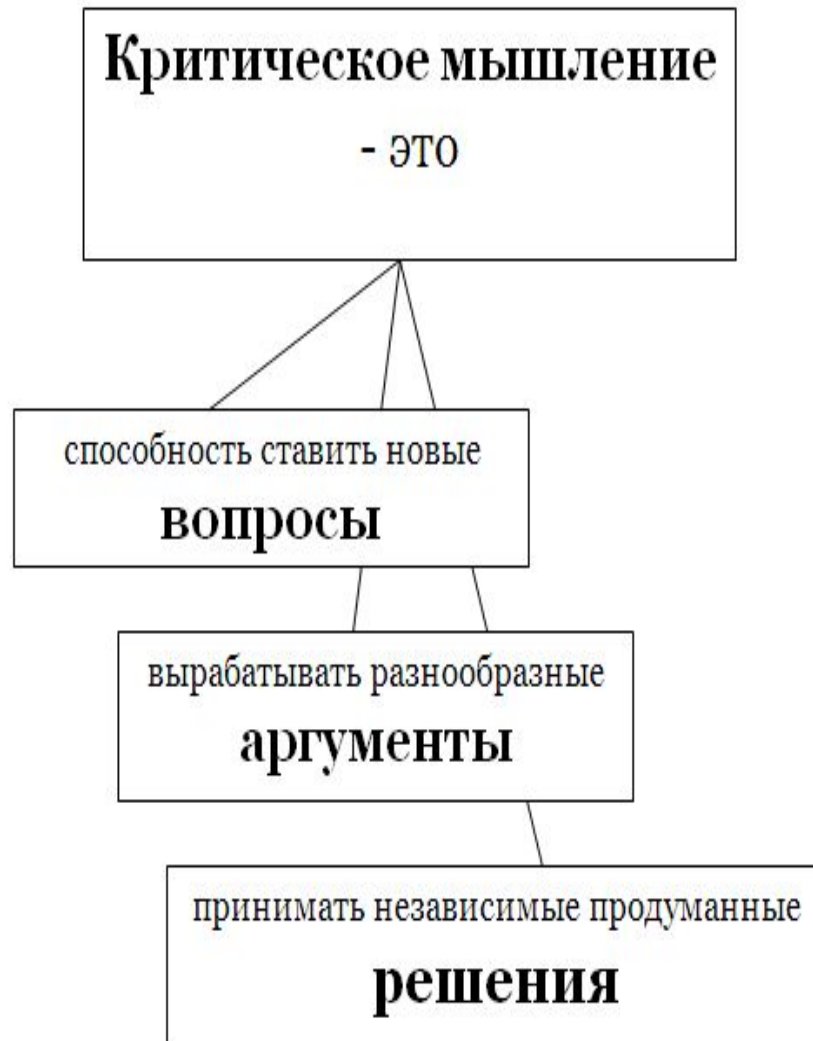 Критическое мышление
- это
способность ставить новые
вопросы
вырабатывать разнообразные
аргументы
принимать независимые продуманные
решения